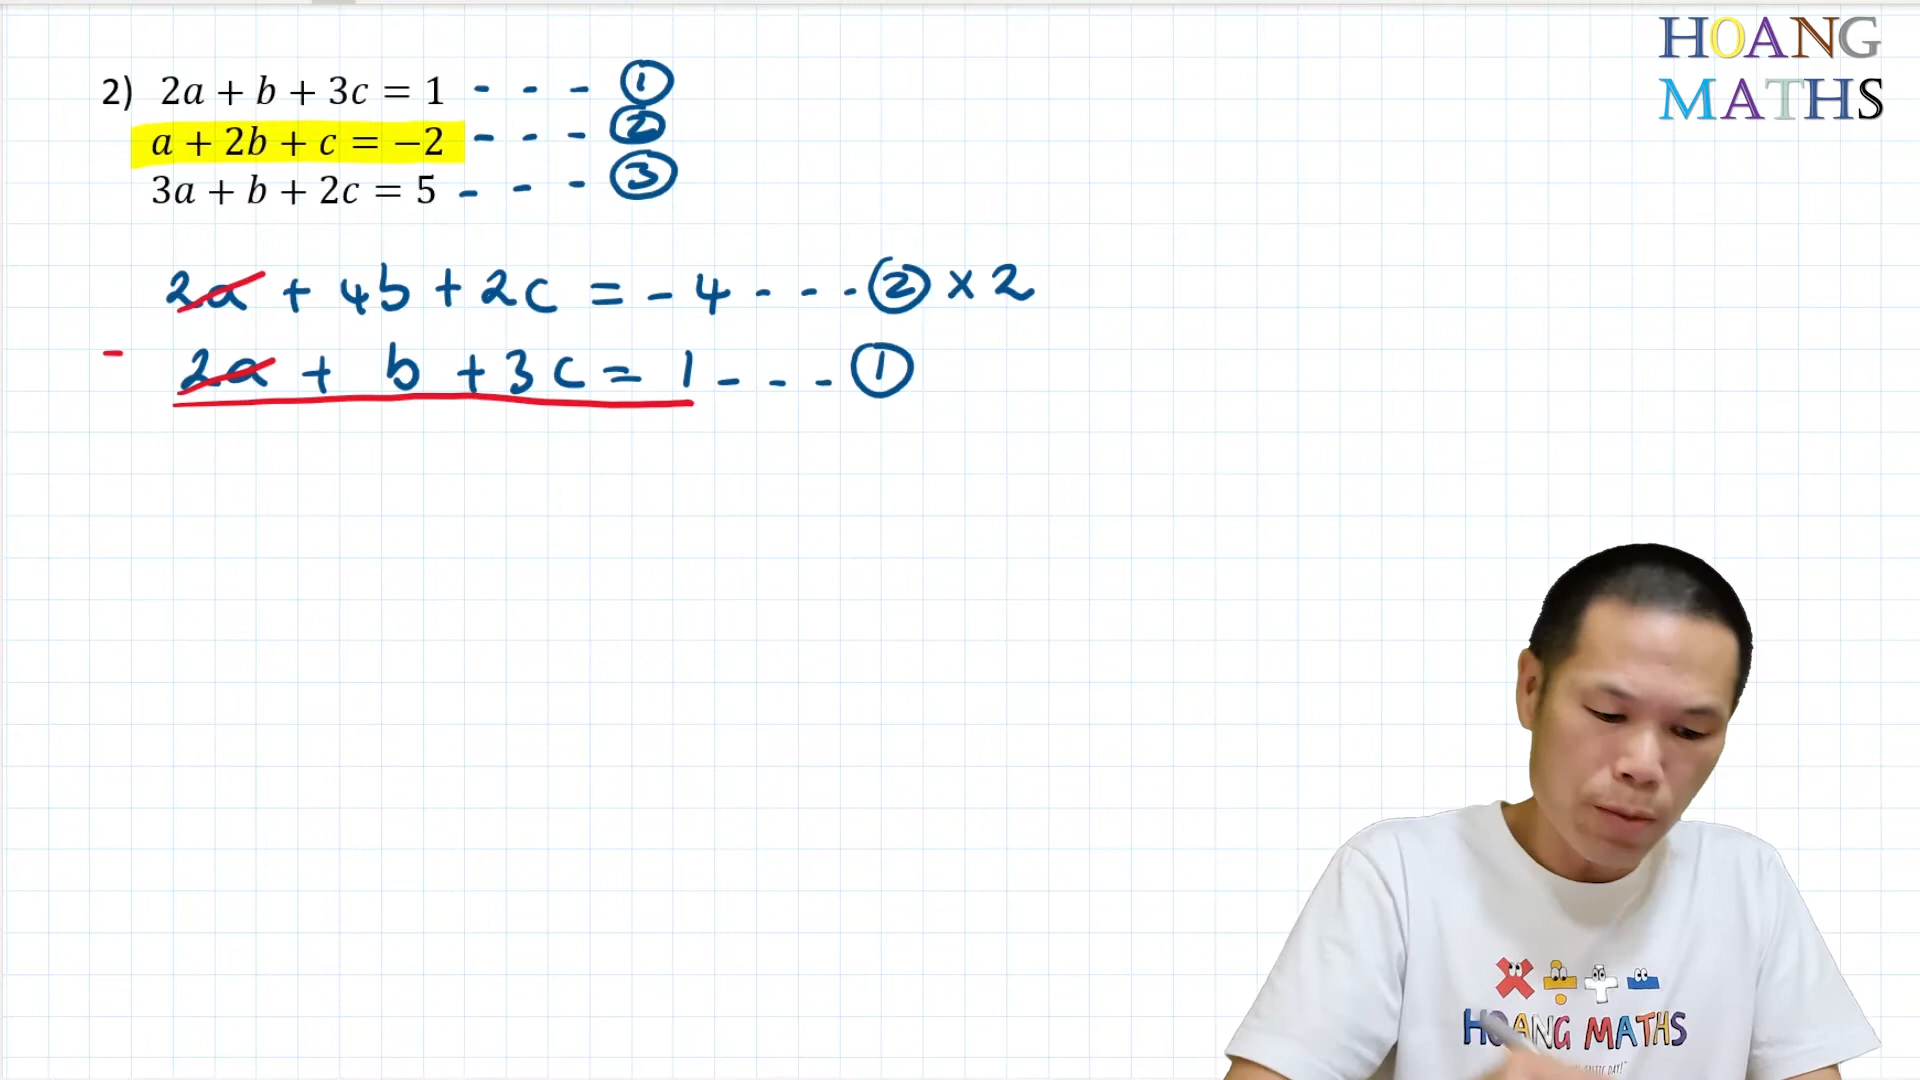 HOANG
MATHS
2) 2a + b + 3c = 1 - - - ①
a + 2b + c = −2 - - - ②
3a + b + 2c = 5 - - - ③
2a + 4b + 2c = - 4 - - - ② × 2
- 2a + b + 3c = 1 - - - ①
HOANG MATHS